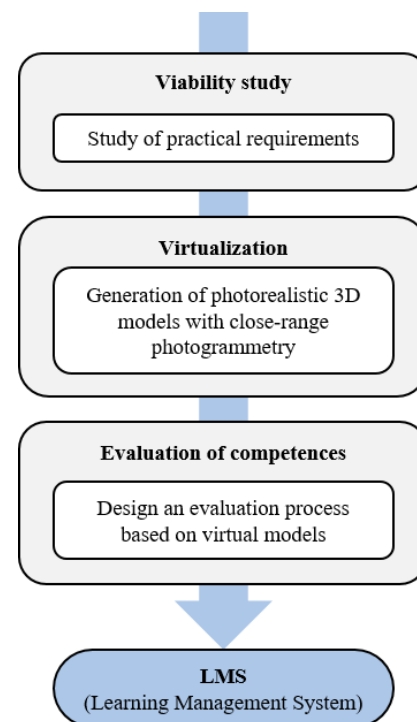 Viability study
Study of practical requirements
Virtualization
Generation of photorealistic 3D
models with close-range
photogrammetry
Evaluation of competences
Design an evaluation process
based on virtual models
LMS
(Learning Management System)